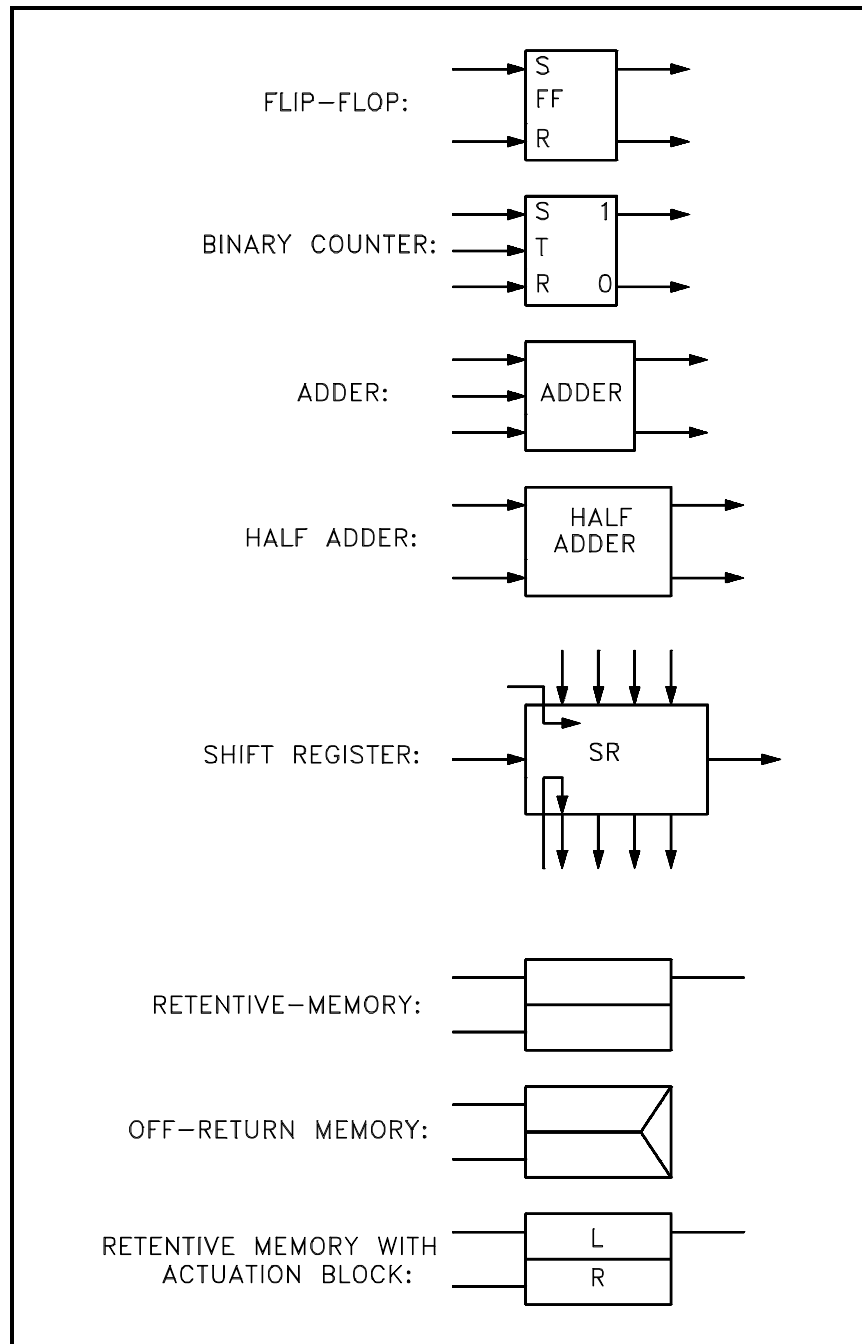 S
FLIP-FLOP: FF
R
S 1
BINARY COUNTER: T
R 0
ADDER: ADDER
HALF ADDER: HALF
ADDER
SHIFT REGISTER: SR
RETENTIVE-MEMORY:
OFF-RETURN MEMORY:
RETENTIVE MEMORY WITH
ACTUATION BLOCK:
L
R